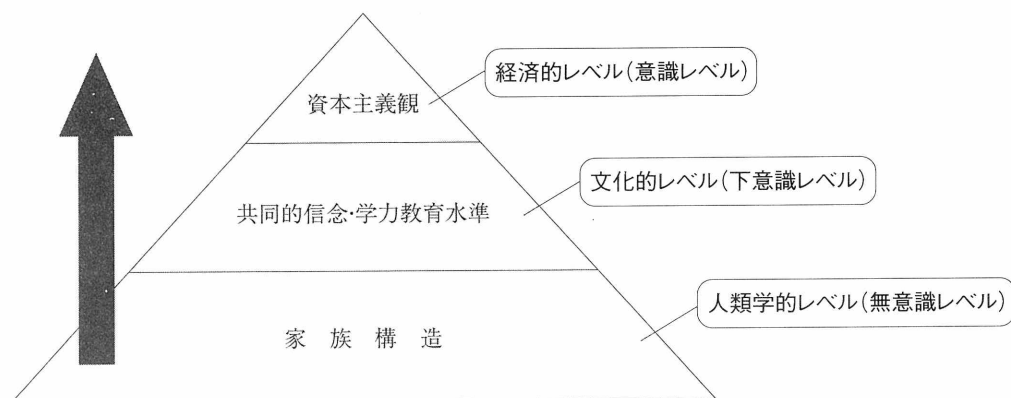 経済的レベル(意識レベル)
資本主義観
文化的レベル(下意識レベル)
共同的信念・学力教育水準
人類学的レベル(無意識レベル)
家族構造